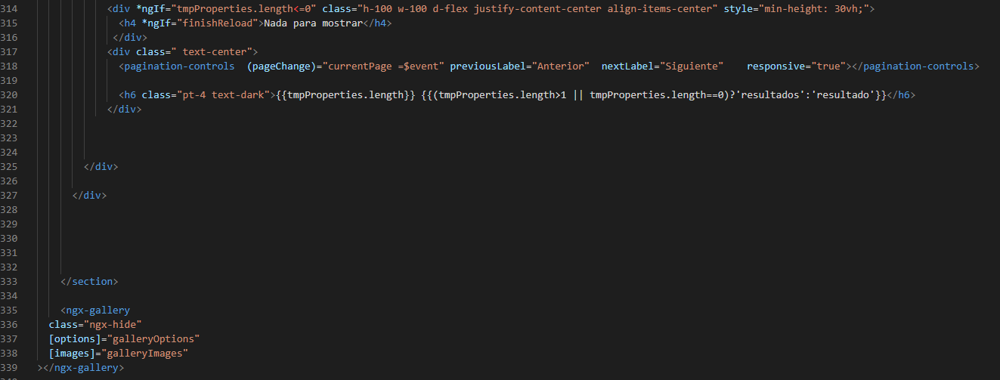 314 <div *ngIf="tmpProperties.length<=0" class="h-100 w-100 d-flex justify-content-center align-items-center" style="min-height: 30vh;">
315 <h4 *ngIf="finishReload">Nada para mostrar</h4>
316 </div>
317 <div class=" text-center">
318 <pagination-controls  (pageChange)="currentPage =$event" previousLabel="Anterior"  nextLabel="Siguiente"    responsive="true"></pagination-controls>
319
320 <h6 class="pt-4 text-dark">{{tmpProperties.length}} {{(tmpProperties.length>1 || tmpProperties.length==0)?'resultados':'resultado'}}</h6>
321 </div>
322
323
324
325 </div>
326
327 </div>
328
329
330
331
332
333 </section>
334
335 <ngx-gallery
336 class="ngx-hide"
337 [options]="galleryOptions"
338 [images]="galleryImages"
339 ></ngx-gallery>